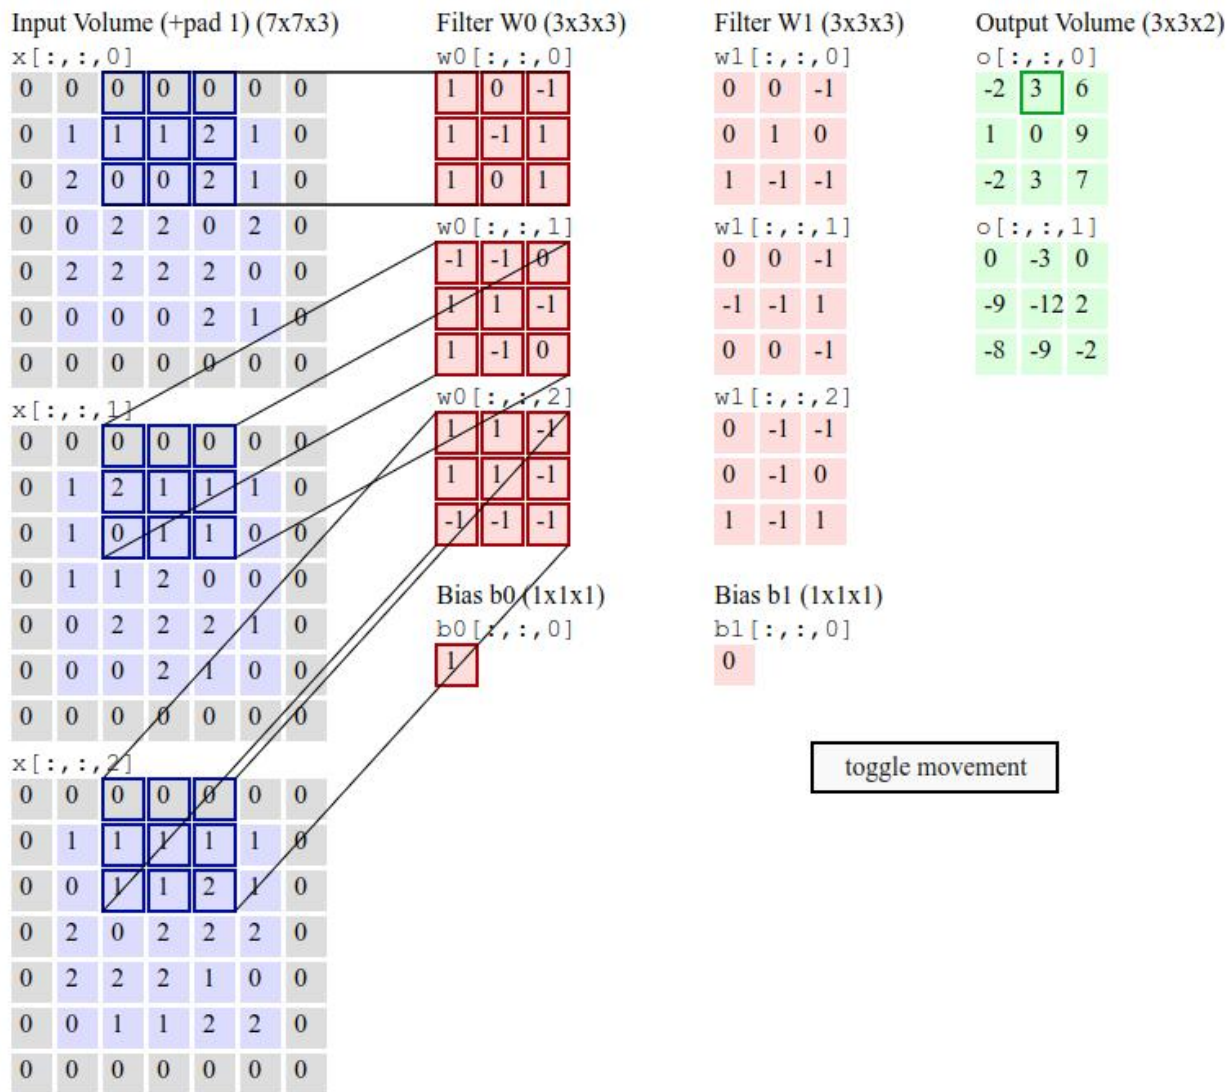 Input Volume (+pad 1) (7x7x3)
x[:,:,0]
0 0 0 0 0 0 0
0 1 1 1 2 1 0
0 2 0 0 2 1 0
0 0 2 2 0 2 0
0 2 2 2 2 0 0
0 0 0 0 2 1 0
0 0 0 0 0 0 0
x[:,:,1]
0 0 0 0 0 0 0
0 1 2 1 1 1 0
0 1 0 1 1 0 0
0 1 1 2 0 0 0
0 0 2 2 2 1 0
0 0 0 2 1 0 0
0 0 0 0 0 0 0
x[:,:,2]
0 0 0 0 0 0 0
0 1 1 1 1 1 0
0 0 1 1 2 1 0
0 2 0 2 2 2 0
0 2 2 2 1 0 0
0 0 1 1 2 2 0
0 0 0 0 0 0 0
Filter W0 (3x3x3)
w0[:,:,0]
1 0 -1
1 -1 1
1 0 1
w0[:,:,1]
-1 -1 0
1 1 -1
1 -1 0
w0[:,:,2]
1 1 -1
1 1 -1
-1 -1 -1
Bias b0 (1x1x1)
b0[:,:,0]
1
Filter W1 (3x3x3)
w1[:,:,0]
0 0 -1
0 1 0
1 -1 -1
w1[:,:,1]
0 0 -1
-1 -1 1
0 0 -1
w1[:,:,2]
0 -1 -1
0 -1 0
1 -1 1
Bias b1 (1x1x1)
b1[:,:,0]
0
Output Volume (3x3x2)
o[:,:,0]
-2 3 6
1 0 9
-2 3 7
o[:,:,1]
0 -3 0
-9 -12 2
-8 -9 -2
toggle movement